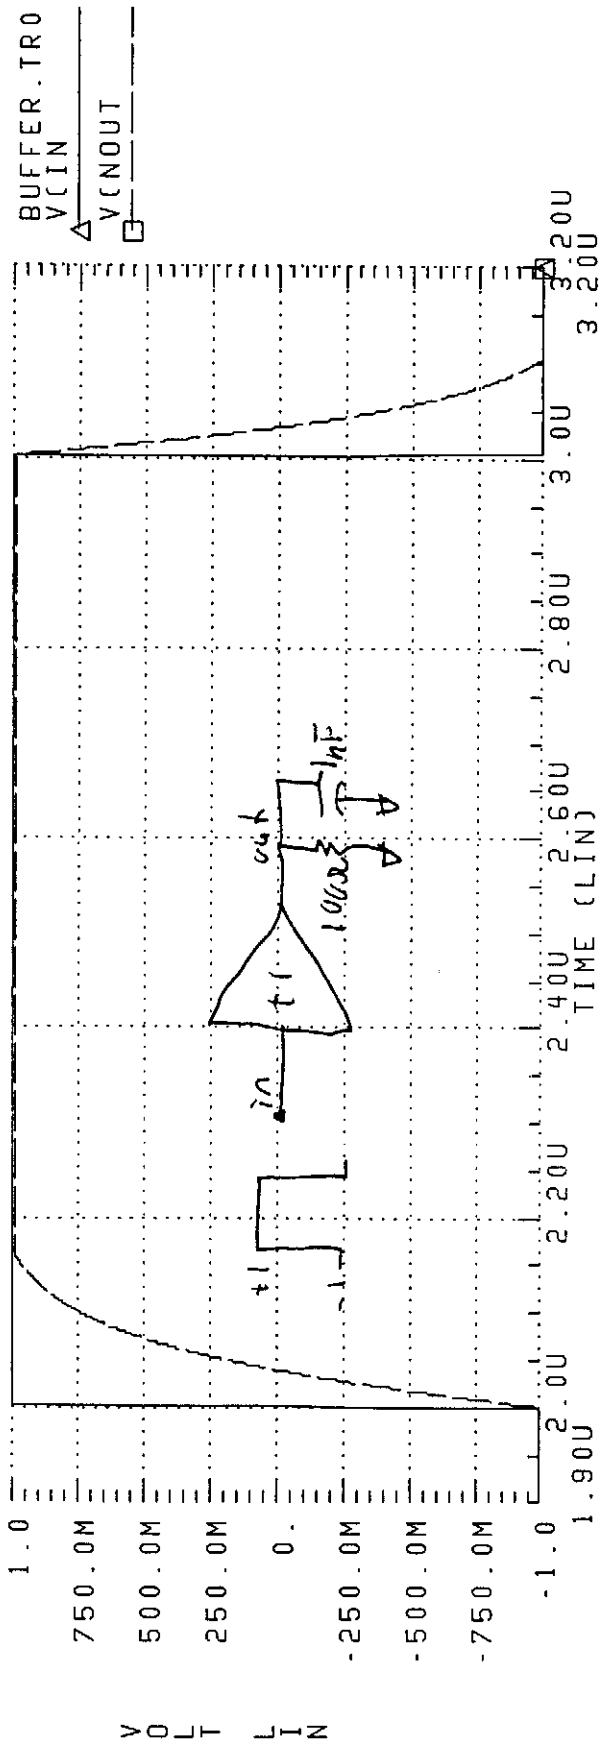 BUFFER.TR0
V(IN
V(NOUT
VOLT LIN
1.0
750.0M
500.0M
250.0M
0.
-250.0M
-500.0M
-750.0M
-1.0
+1
-1
in
+1
out
100Ω
1nF
1.90U
2.0U
2.20U
2.40U
2.60U
2.80U
3.0U
3.20U
3.20U
TIME (LIN)